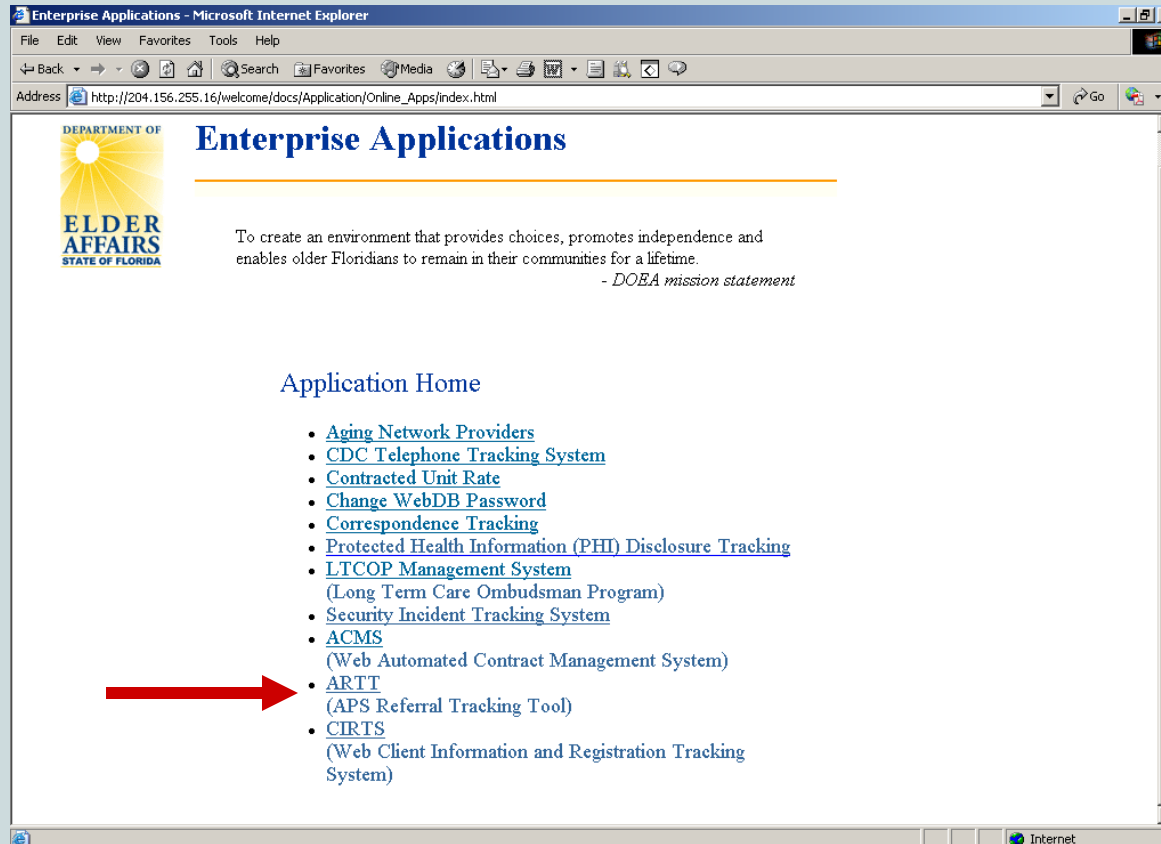 Enterprise Applications - Microsoft Internet Explorer
File Edit View Favorites Tools Help
Back Search Favorites Media
Address http://204.156.255.16/welcome/docs/Application/Online_Apps/index.html Go
DEPARTMENT OF
ELDER
AFFAIRS
STATE OF FLORIDA
Enterprise Applications
To create an environment that provides choices, promotes independence and
enables older Floridians to remain in their communities for a lifetime.
- DOEA mission statement
Application Home
• Aging Network Providers
• CDC Telephone Tracking System
• Contracted Unit Rate
• Change WebDB Password
• Correspondence Tracking
• Protected Health Information (PHI) Disclosure Tracking
• LTCOP Management System
(Long Term Care Ombudsman Program)
• Security Incident Tracking System
• ACMS
(Web Automated Contract Management System)
• ARTT
(APS Referral Tracking Tool)
• CIRTS
(Web Client Information and Registration Tracking
System)
Internet